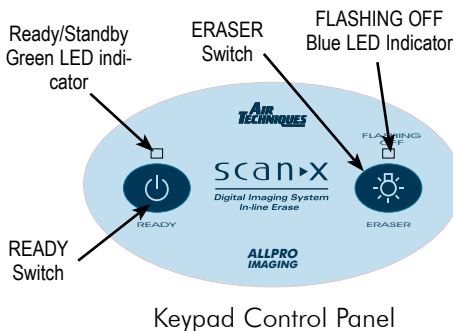 Ready/Standby
Green LED indi-
cator
ERASER
Switch
FLASHING OFF
Blue LED Indicator
AIR
TECHNIQUES
FLASHING
OFF
scan x
Digital Imaging System
In-line Erase
READY
ERASER
READY
Switch
ALLPRO
IMAGING
Keypad Control Panel